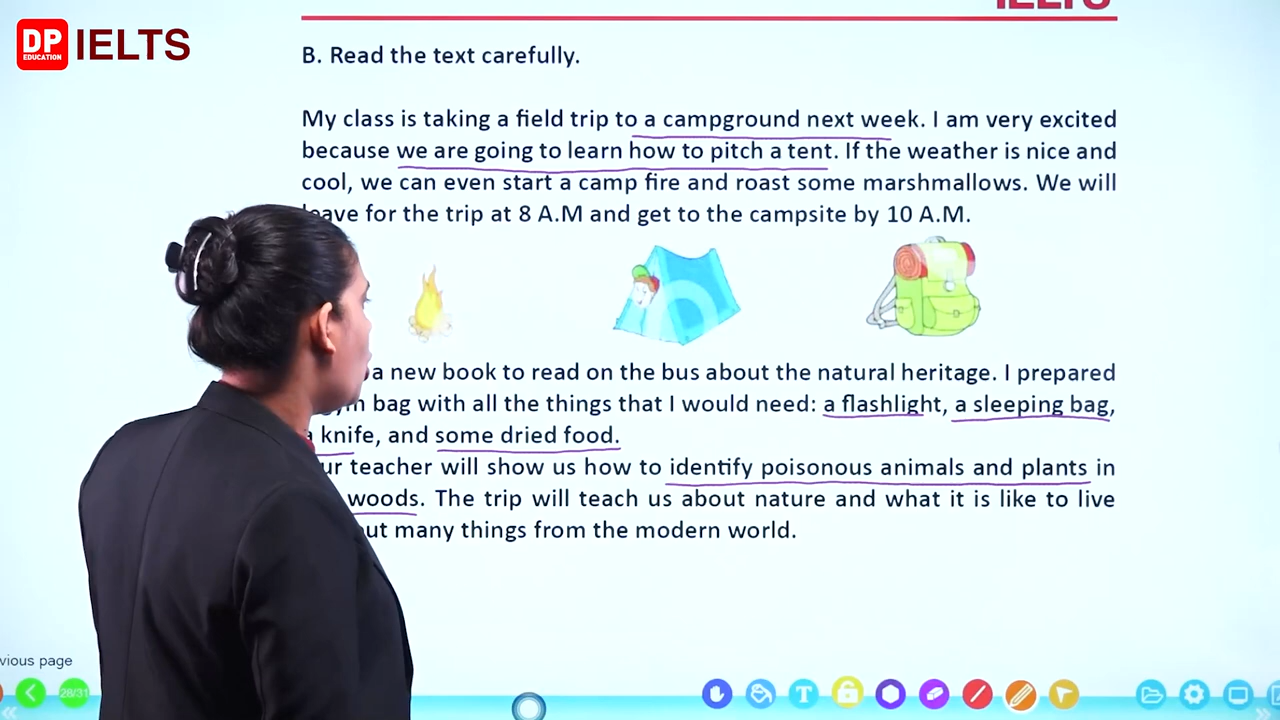 IELTS
DP
EDUCATION
IELTS
B. Read the text carefully.
My class is taking a field trip to a campground next week. I am very excited
because we are going to learn how to pitch a tent. If the weather is nice and
cool, we can even start a camp fire and roast some marshmallows. We will
leave for the trip at 8 A.M and get to the campsite by 10 A.M.
a new book to read on the bus about the natural heritage. I prepared
gym bag with all the things that I would need: a flashlight, a sleeping bag,
a knife, and some dried food.
ur teacher will show us how to identify poisonous animals and plants in
woods. The trip will teach us about nature and what it is like to live
ut many things from the modern world.
vious page
28/31
T